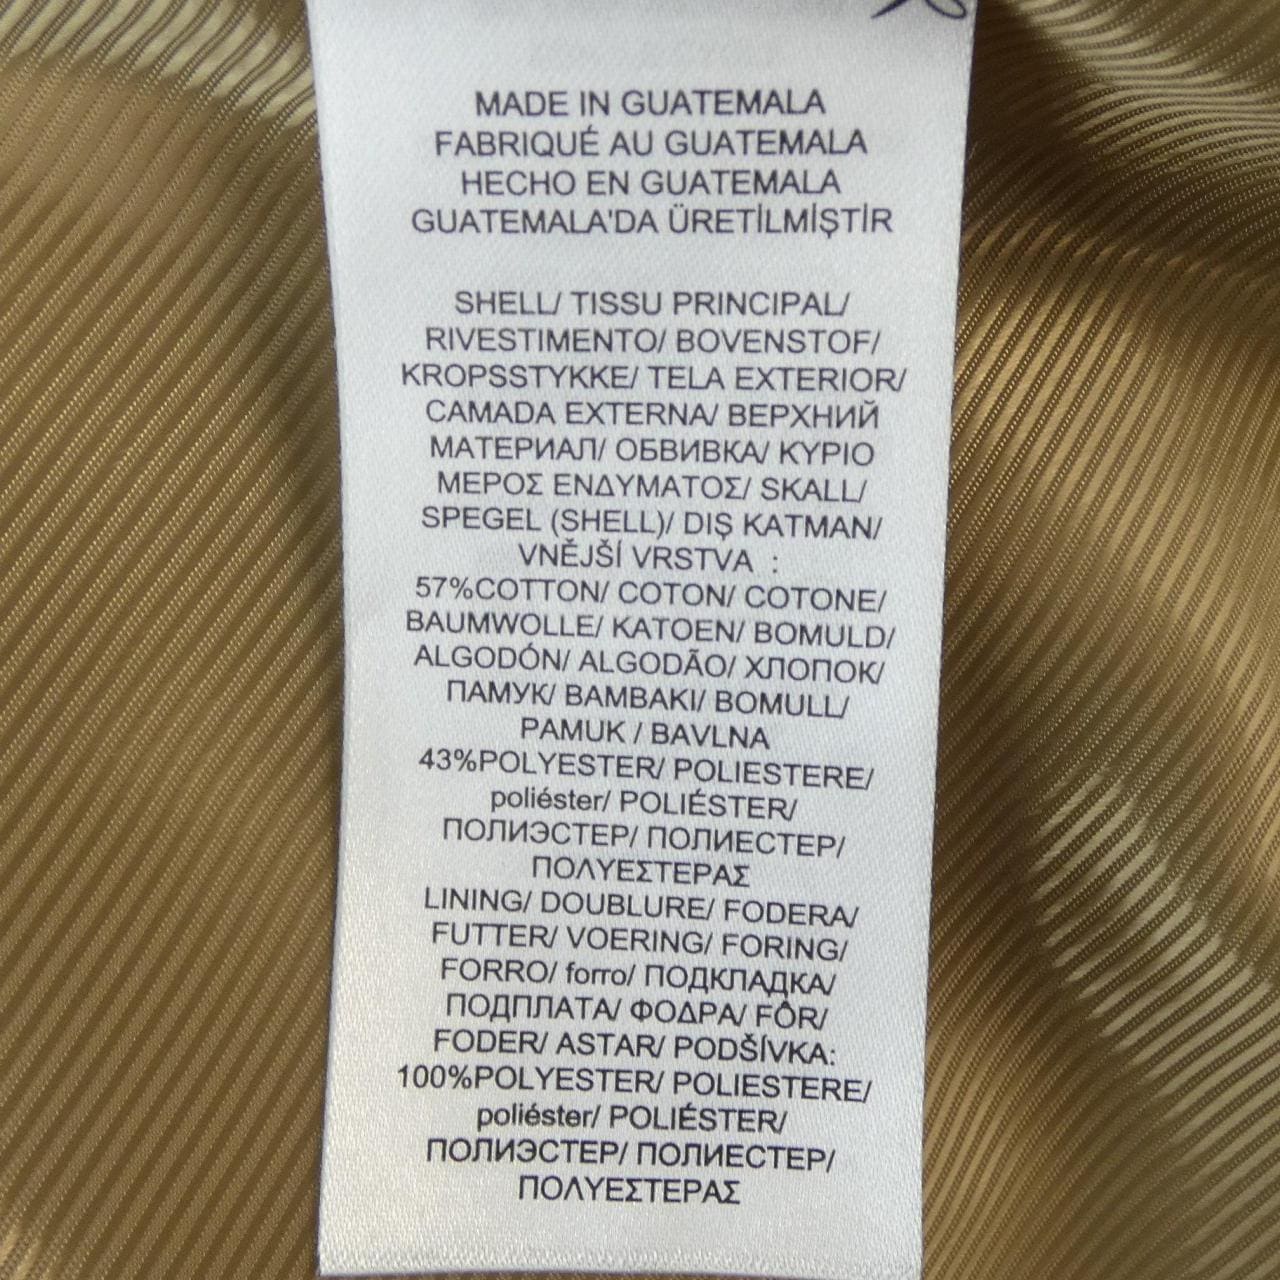 MADE IN GUATEMALA
FABRIQUÉ AU GUATEMALA
HECHO EN GUATEMALA
GUATEMALA'DA ÜRETİLMİŞTİR
SHELL/ TISSU PRINCIPAL/
RIVESTIMENTO/ BOVENSTOF/
KROPSSTYKKE/ TELA EXTERIOR/
CAMADA EXTERNA/ ВЕРХНИЙ
МАТЕРИАЛ/ ОБВИВКА/ ΚΥΡΙΟ
ΜΕΡΟΣ ΕΝΔΥΜΑΤΟΣ/ SKALL/
SPEGEL (SHELL)/ DIŞ KATMAN/
VNĚJŠÍ VRSTVA :
57%COTTON/ COTON/ COTONE/
BAUMWOLLE/ KATOEN/ BOMULD/
ALGODÓN/ ALGODÃO/ ХЛОПОК/
ПАМУК/ BAMBAKI/ BOMULL/
PAMUK / BAVLNA
43%POLYESTER/ POLIESTERE/
poliéster/ POLIÉSTER/
ПОЛИЭСТЕР/ ПОЛИЕСТЕР/
ΠΟΛΥΕΣΤΕΡΑΣ
LINING/ DOUBLURE/ FODERA/
FUTTER/ VOERING/ FORING/
FORRO/ forro/ ПОДКЛАДКА/
ПОДПЛАТА/ ΦΟΔΡΑ/ FÔR/
FODER/ ASTAR/ PODŠÍVKA:
100%POLYESTER/ POLIESTERE/
poliéster/ POLIÉSTER/
ПОЛИЭСТЕР/ ПОЛИЕСТЕР/
ΠΟΛΥΕΣΤΕΡΑΣ